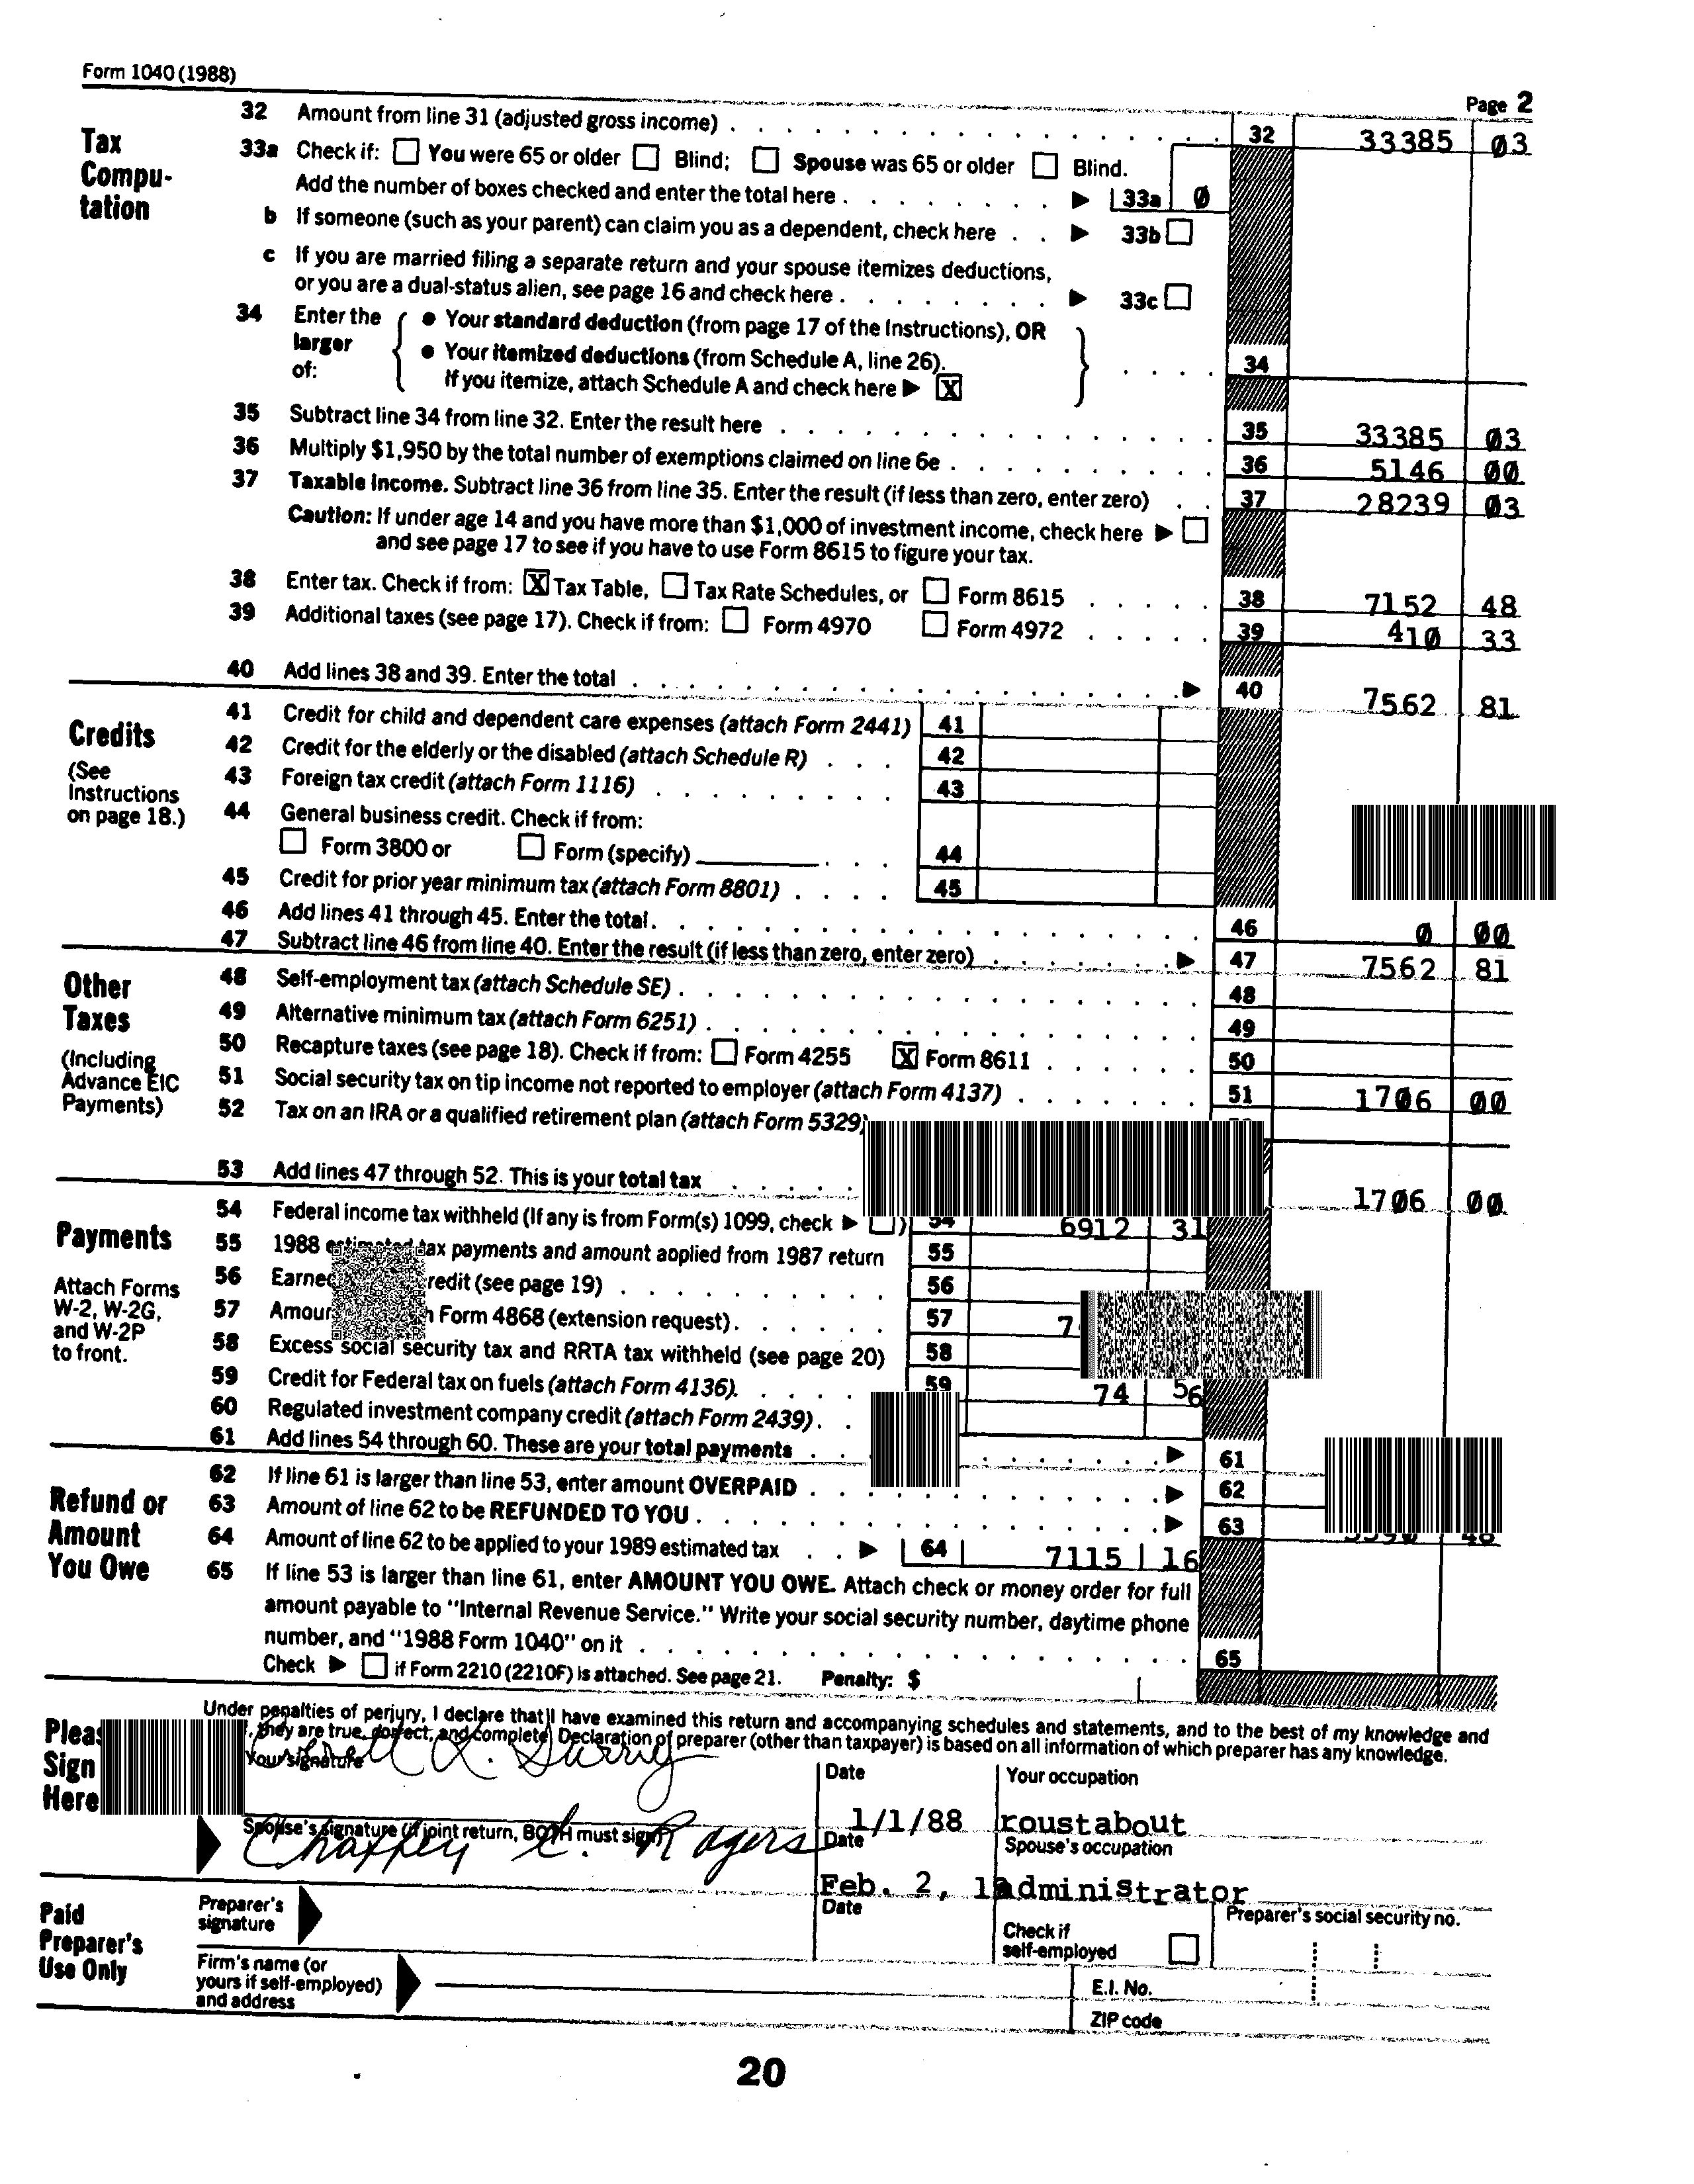 Form 1040 (1988)
Page 2
Tax Compu-
tation
32 Amount from line 31 (adjusted gross income) . . . . 32 33385 03
33a Check if: You were 65 or older Blind; Spouse was 65 or older Blind.
Add the number of boxes checked and enter the total here . . . . 33a 0
b If someone (such as your parent) can claim you as a dependent, check here . . 33b
c If you are married filing a separate return and your spouse itemizes deductions,
or you are a dual-status alien, see page 16 and check here . . . . 33c
34 Enter the larger of: { • Your standard deduction (from page 17 of the Instructions), OR
• Your itemized deductions (from Schedule A, line 26).
If you itemize, attach Schedule A and check here X } . . . . 34
35 Subtract line 34 from line 32. Enter the result here . . . . 35 33385 03
36 Multiply $1,950 by the total number of exemptions claimed on line 6e . . . . 36 5146 00
37 Taxable income. Subtract line 36 from line 35. Enter the result (if less than zero, enter zero) . . 37 28239 03
Caution: If under age 14 and you have more than $1,000 of investment income, check here
and see page 17 to see if you have to use Form 8615 to figure your tax.
38 Enter tax. Check if from: X Tax Table, Tax Rate Schedules, or Form 8615 . . . . 38 7152 48
39 Additional taxes (see page 17). Check if from: Form 4970 Form 4972 . . . . 39 410 33
40 Add lines 38 and 39. Enter the total . . . . 40 7562 81
Credits
(See
Instructions
on page 18.)
41 Credit for child and dependent care expenses (attach Form 2441) 41
42 Credit for the elderly or the disabled (attach Schedule R) . . . 42
43 Foreign tax credit (attach Form 1116) . . . . 43
44 General business credit. Check if from:
Form 3800 or Form (specify) . . . 44
45 Credit for prior year minimum tax (attach Form 8801) . . . . 45
46 Add lines 41 through 45. Enter the total . . . . 46 0 00
47 Subtract line 46 from line 40. Enter the result (if less than zero, enter zero) . . . . 47 7562 81
Other
Taxes
(Including
Advance EIC
Payments)
48 Self-employment tax (attach Schedule SE) . . . . 48
49 Alternative minimum tax (attach Form 6251) . . . . 49
50 Recapture taxes (see page 18). Check if from: Form 4255 X Form 8611 . . . . 50
51 Social security tax on tip income not reported to employer (attach Form 4137) . . . . 51 1706 00
52 Tax on an IRA or a qualified retirement plan (attach Form 5329)
53 Add lines 47 through 52. This is your total tax . . . . 1706 00
Payments
Attach Forms
W-2, W-2G,
and W-2P
to front.
54 Federal income tax withheld (If any is from Form(s) 1099, check ) 54 6912 31
55 1988 estimated tax payments and amount applied from 1987 return 55
56 credit (see page 19) . . . . 56
57 Form 4868 (extension request) . . . . 57
58 Excess social security tax and RRTA tax withheld (see page 20) 58
59 Credit for Federal tax on fuels (attach Form 4136) . . . . 59 74 56
60 Regulated investment company credit (attach Form 2439) . .
61 Add lines 54 through 60. These are your total payments . . . . 61
Refund or
Amount
You Owe
62 If line 61 is larger than line 53, enter amount OVERPAID . . . . 62
63 Amount of line 62 to be REFUNDED TO YOU . . . . 63
64 Amount of line 62 to be applied to your 1989 estimated tax . . 64 7115 16
65 If line 53 is larger than line 61, enter AMOUNT YOU OWE. Attach check or money order for full
amount payable to "Internal Revenue Service." Write your social security number, daytime phone
number, and "1988 Form 1040" on it . . . . 65
Check if Form 2210 (2210F) is attached. See page 21. Penalty: $
Sign
Here
Under penalties of perjury, I declare that I have examined this return and accompanying schedules and statements, and to the best of my knowledge and
they are true, correct, and complete. Declaration of preparer (other than taxpayer) is based on all information of which preparer has any knowledge.
Your signature
Date
Your occupation
1/1/88 roustabout
Spouse's signature (if joint return, BOTH must sign)
Chaffey C. Rogers
Date
Spouse's occupation
Feb. 2, administrator
Paid
Preparer's
Use Only
Preparer's
signature
Date
Check if
self-employed
Preparer's social security no.
Firm's name (or
yours if self-employed)
and address
E.I. No.
ZIP code
20